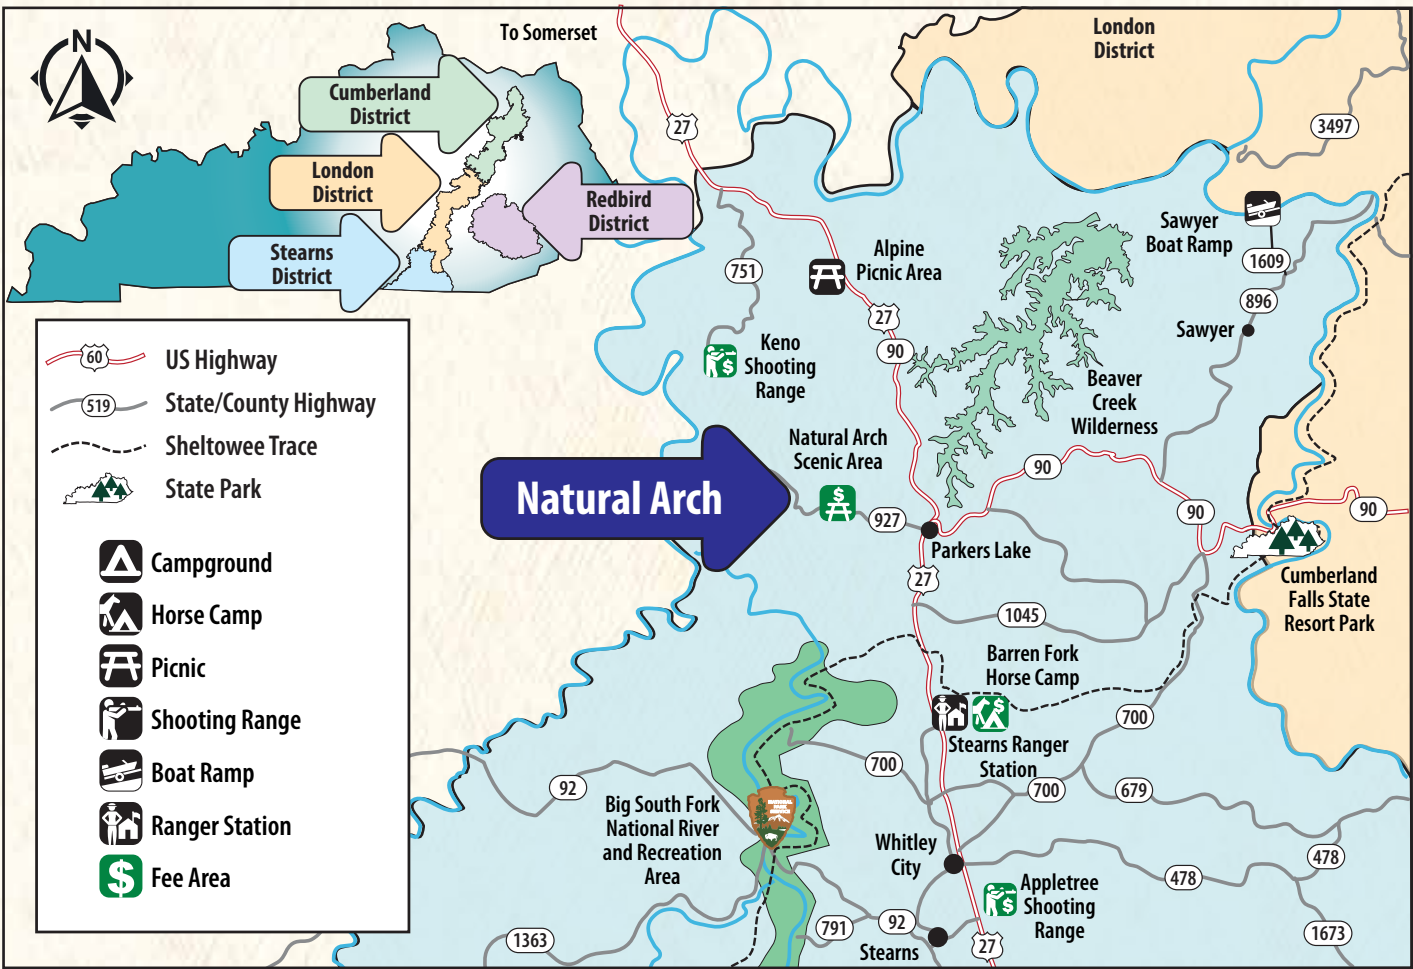 N
To Somerset
London
District
Cumberland
District
London
District
Redbird
District
Stearns
District
27
3497
Sawyer
Boat Ramp
1609
896
Sawyer
Alpine
Picnic Area
751
27
90
Keno
Shooting
Range
Beaver
Creek
Wilderness
60
US Highway
519
State/County Highway
Sheltowee Trace
State Park
Campground
Horse Camp
Picnic
Shooting Range
Boat Ramp
Ranger Station
$
Fee Area
Natural Arch
Natural Arch
Scenic Area
$
927
90
90
90
Parkers Lake
27
Cumberland
Falls State
Resort Park
1045
Barren Fork
Horse Camp
$
Stearns Ranger
Station
700
700
700
679
92
Big South Fork
National River
and Recreation
Area
NATIONAL
PARK
SERVICE
Whitley
City
478
478
$
Appletree
Shooting
Range
$
1363
791
92
Stearns
27
1673